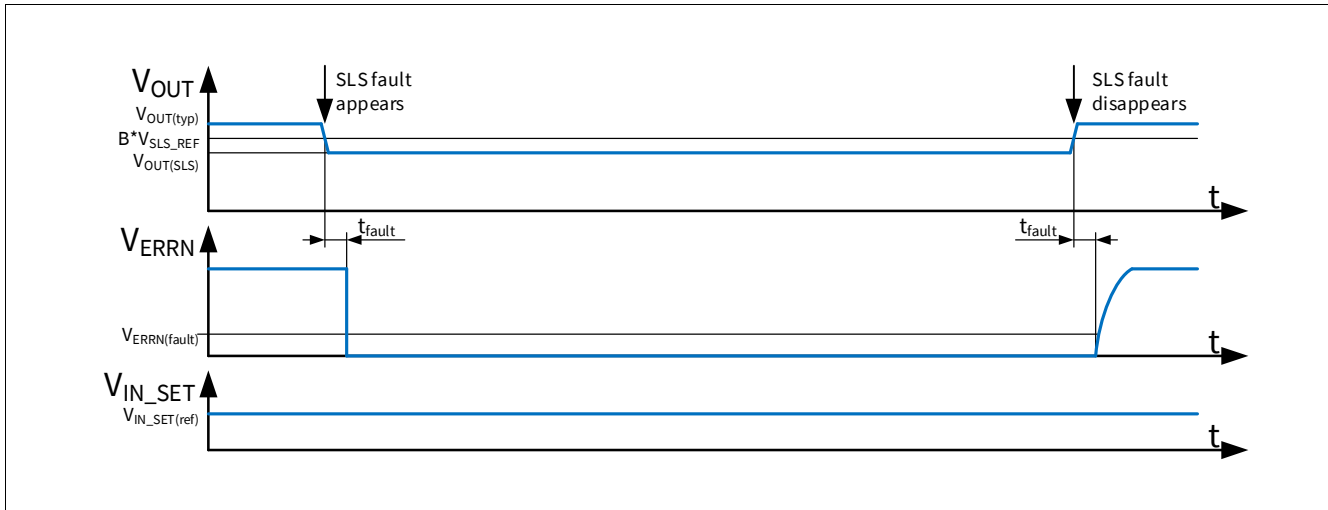 SLS fault
appears
SLS fault
disappears
VOUT
VOUT(typ)
B*VSLS_REF
VOUT(SLS)
t
tfault
tfault
VERRN
VERRN(fault)
t
VIN_SET
VIN_SET(ref)
t